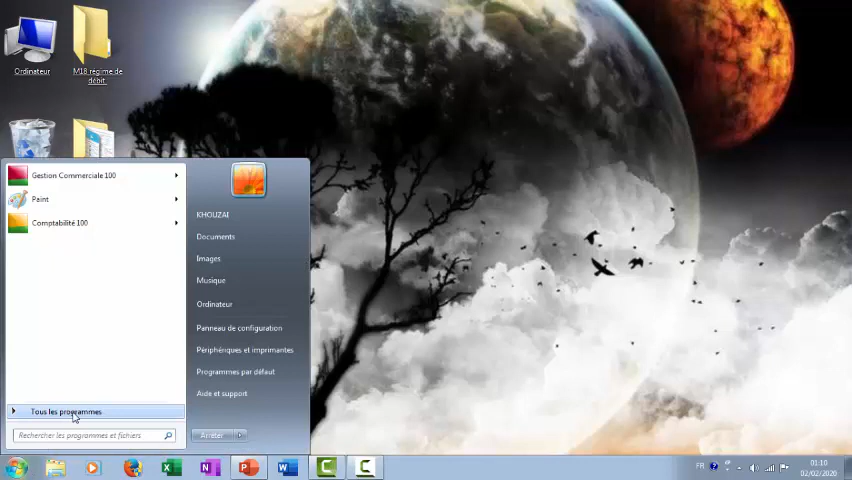 Ordinateur
M18 régime de
débit
Gestion Commerciale 100
Paint
Comptabilité 100
Tous les programmes
Rechercher les programmes et fichiers
KHOUZAI
Documents
Images
Musique
Ordinateur
Panneau de configuration
Périphériques et imprimantes
Programmes par défaut
Aide et support
Arrêter
FR
01:10
02/02/2020